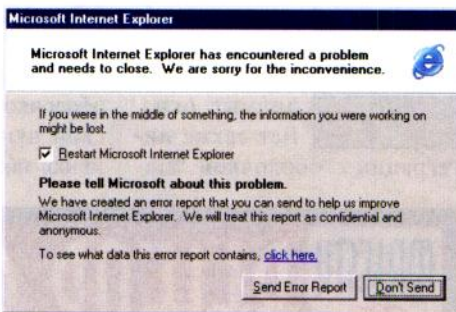 Microsoft Internet Explorer
Microsoft Internet Explorer has encountered a problem
and needs to close. We are sorry for the inconvenience.
If you were in the middle of something, the information you were working on
might be lost.
Restart Microsoft Internet Explorer
Please tell Microsoft about this problem.
We have created an error report that you can send to help us improve
Microsoft Internet Explorer. We will treat this report as confidential and
anonymous.
To see what data this error report contains, click here.
Send Error Report
Don't Send